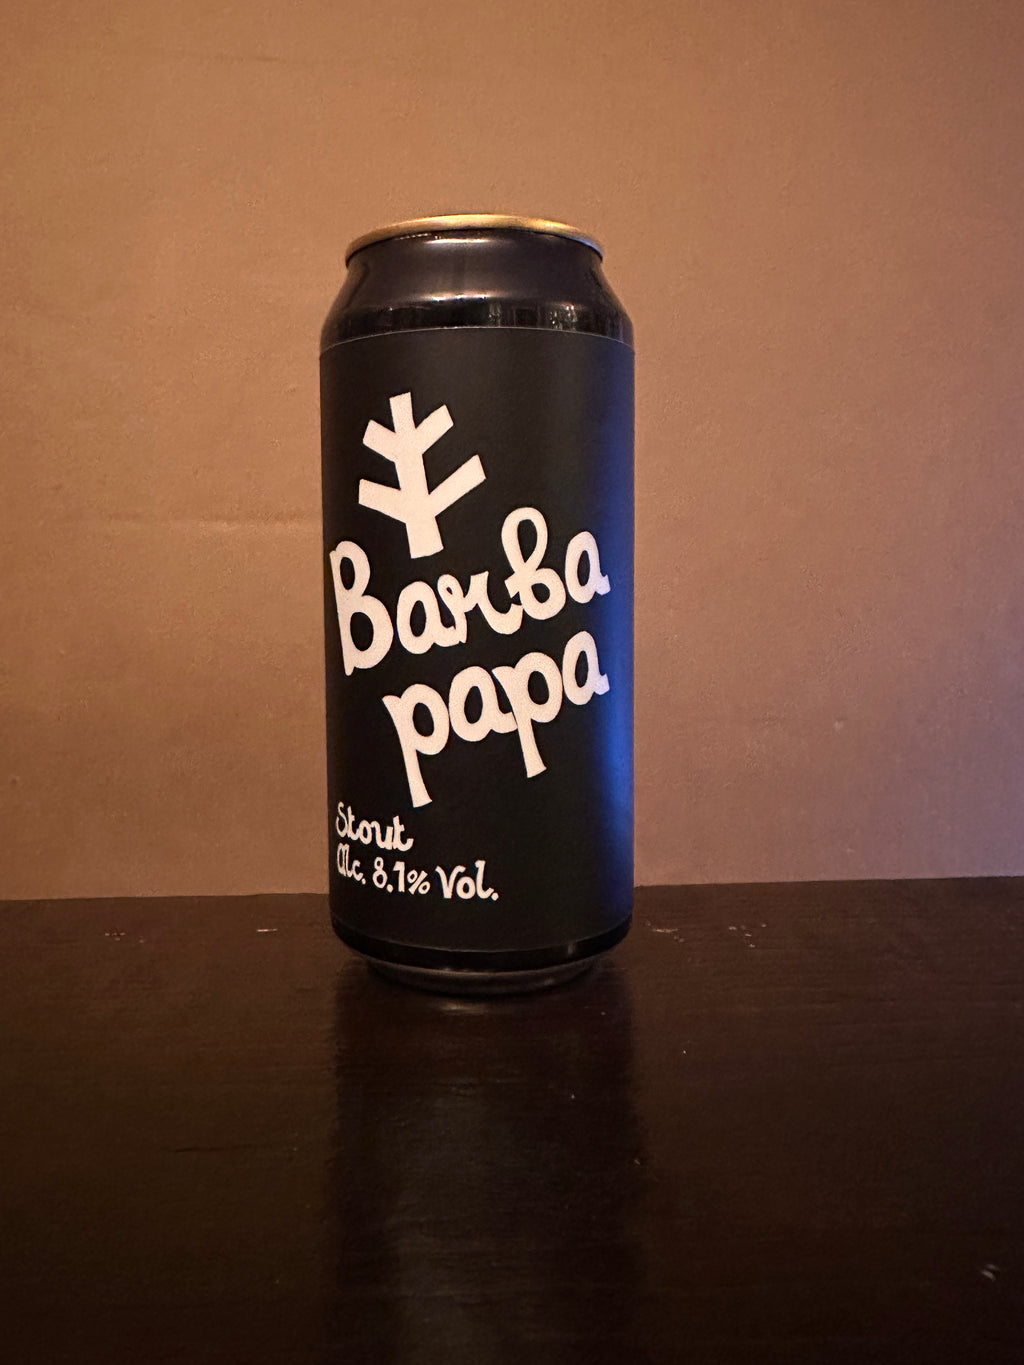 Barba
papa
Stout
Alc. 8.1% Vol.